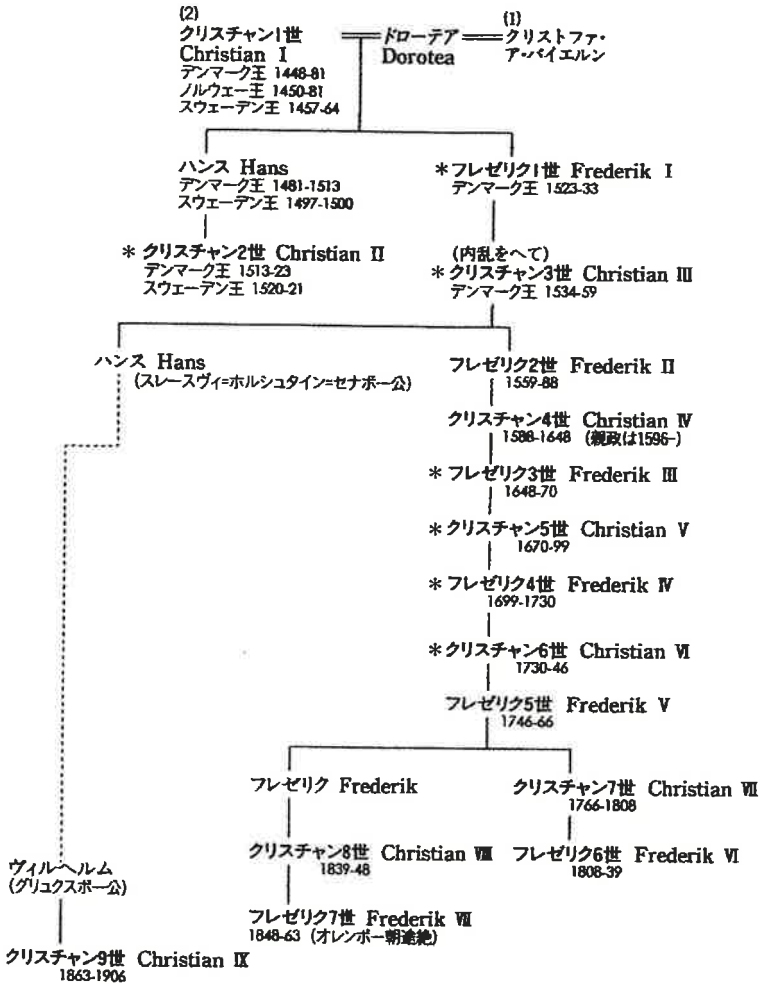 (2)
クリスチャン1世
Christian I
デンマーク王 1448-81
ノルウェー王 1450-81
スウェーデン王 1457-64
ドローテア
Dorotea
(1)
クリストファ・
ア・バイエルン
ハンス Hans
デンマーク王 1481-1513
スウェーデン王 1497-1500
*フレゼリク1世 Frederik I
デンマーク王 1523-33
*クリスチャン2世 Christian II
デンマーク王 1513-23
スウェーデン王 1520-21
(内乱をへて)
*クリスチャン3世 Christian III
デンマーク王 1534-59
ハンス Hans
(スレースヴィ=ホルシュタイン=セナボー公)
フレゼリク2世 Frederik II
1559-88
クリスチャン4世 Christian IV
1588-1648 (親政は1596-)
*フレゼリク3世 Frederik III
1648-70
*クリスチャン5世 Christian V
1670-99
*フレゼリク4世 Frederik IV
1699-1730
*クリスチャン6世 Christian VI
1730-46
フレゼリク5世 Frederik V
1746-66
フレゼリク Frederik
クリスチャン7世 Christian VII
1766-1808
クリスチャン8世 Christian VIII
1839-48
フレゼリク6世 Frederik VI
1808-39
ヴィルヘルム
(グリュクスボー公)
フレゼリク7世 Frederik VII
1848-63 (オレンボー朝途絶)
クリスチャン9世 Christian IX
1863-1906